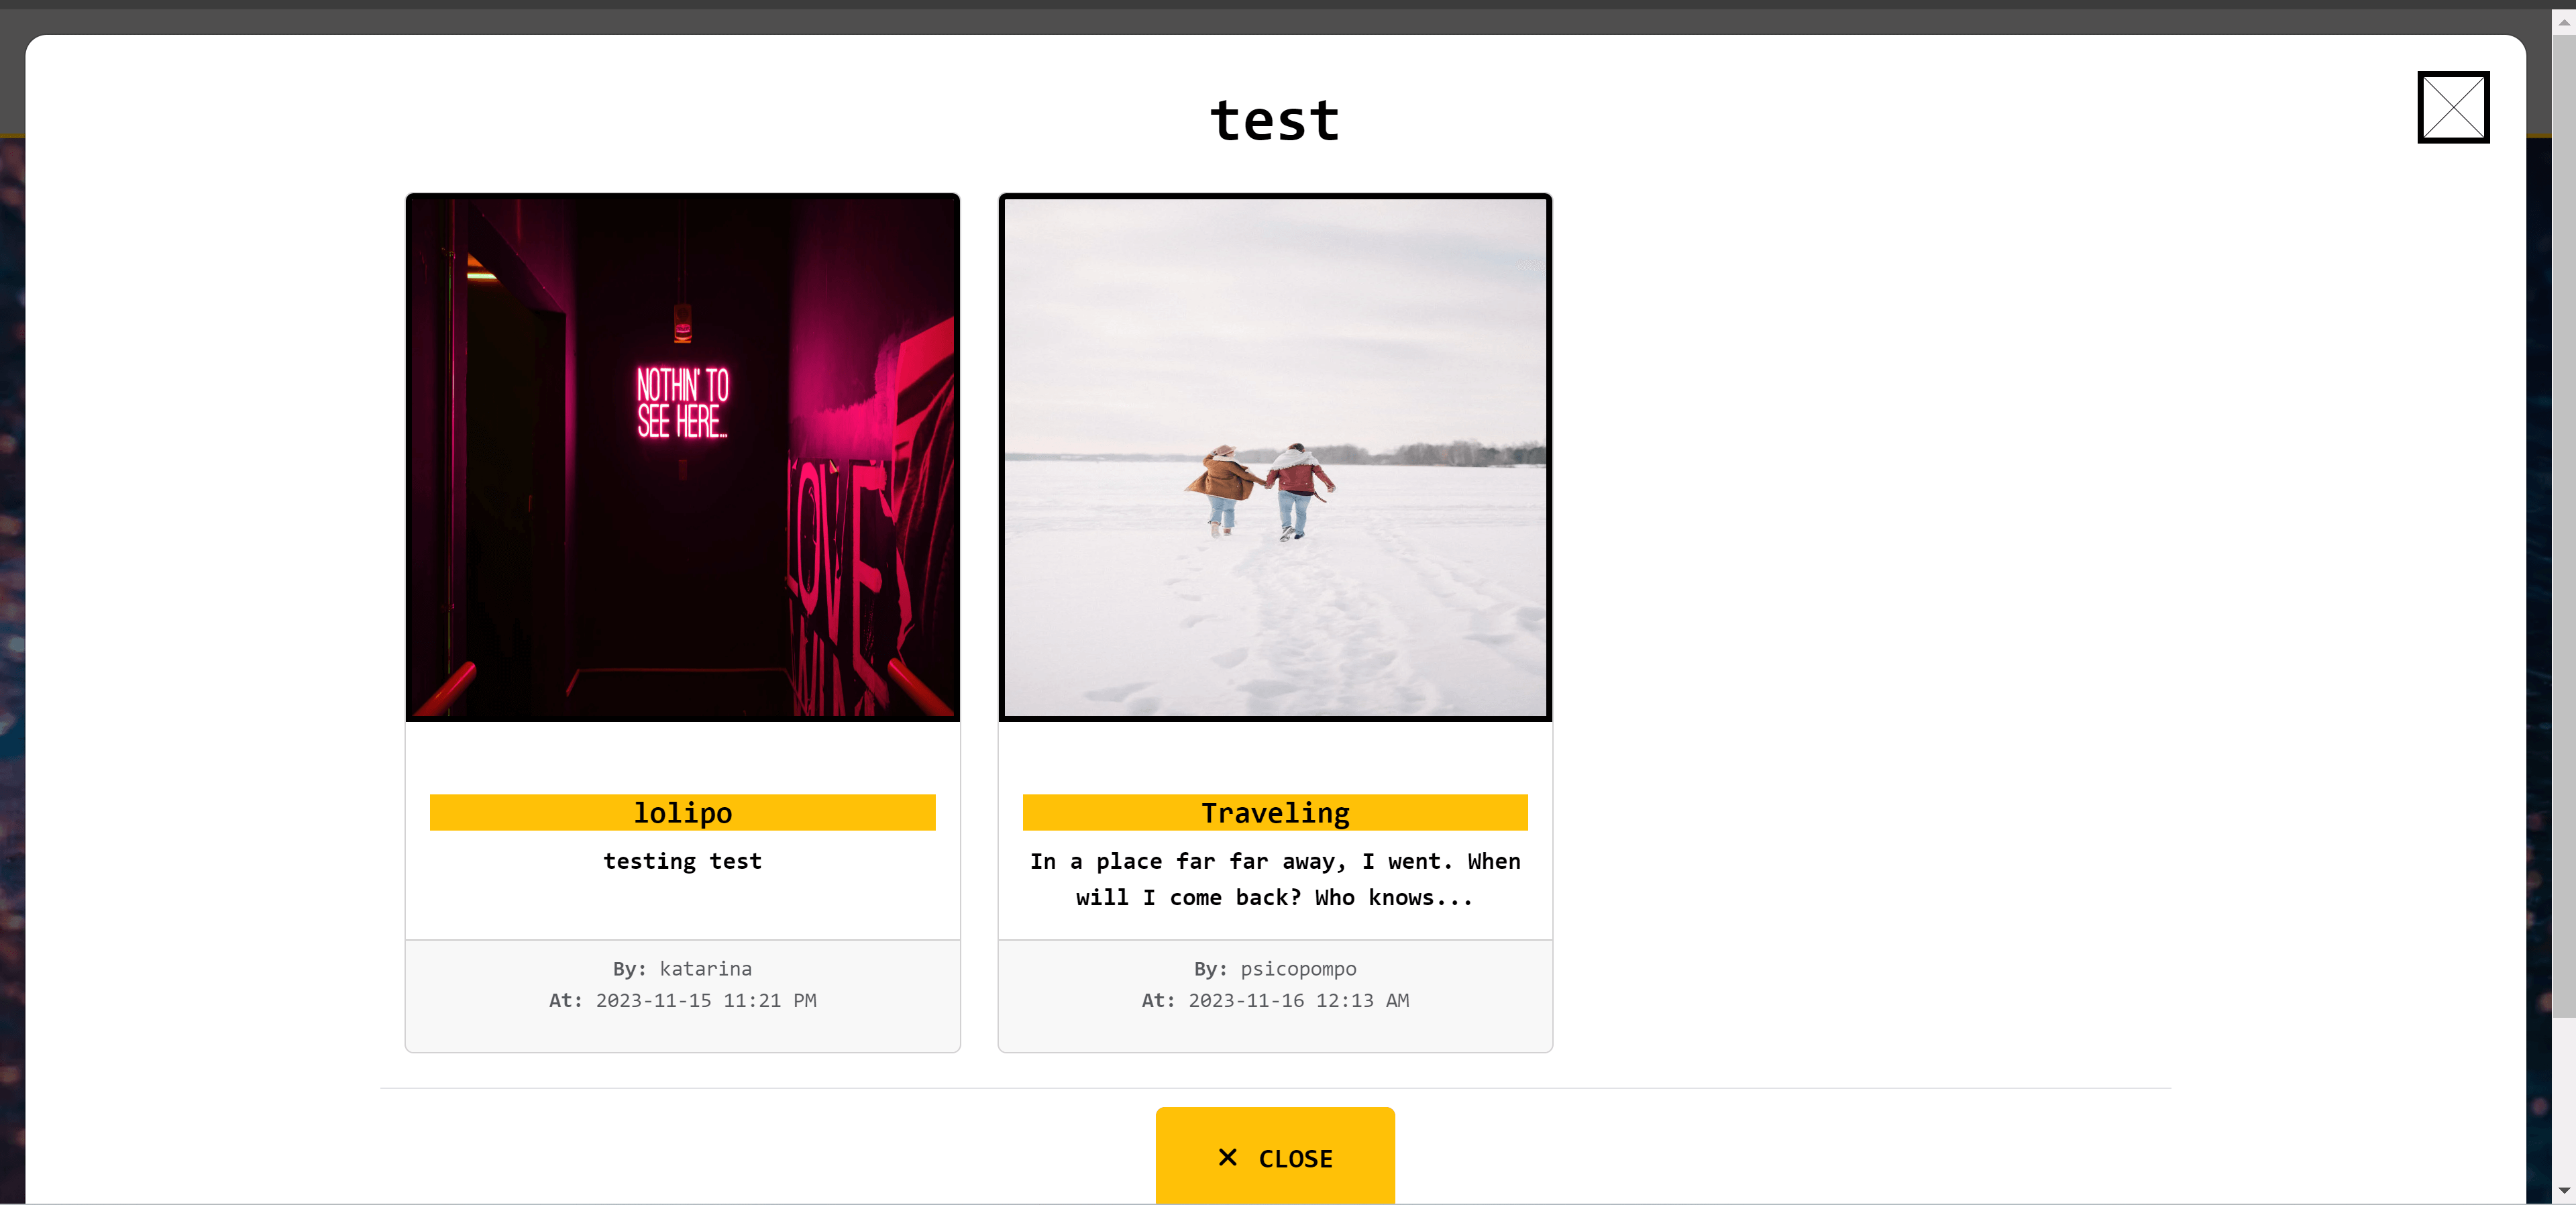 test
NOTHIN' TO
SEE HERE...
LOVE
lolipo
testing test
By: katarina
At: 2023-11-15 11:21 PM
Traveling
In a place far far away, I went. When
will I come back? Who knows...
By: psicopompo
At: 2023-11-16 12:13 AM
CLOSE